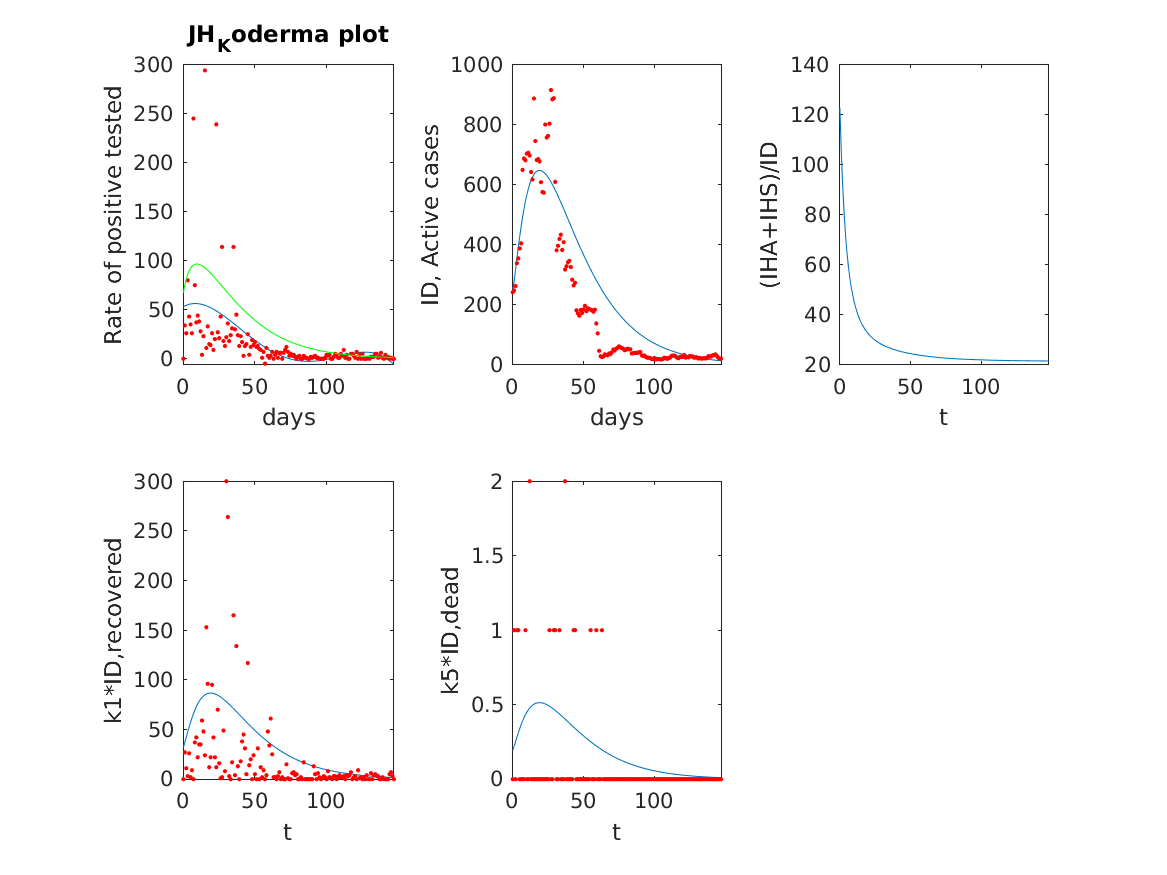 JH_Koderma plot
300
250
200
150
100
50
0
0 50 100
Rate of positive tested
days
1000
800
600
400
200
0
0 50 100
ID, Active cases
days
140
120
100
80
60
40
20
0 50 100
(IHA+IHS)/ID
t
300
250
200
150
100
50
0
0 50 100
k1*ID,recovered
t
2
1.5
1
0.5
0
0 50 100
k5*ID,dead
t